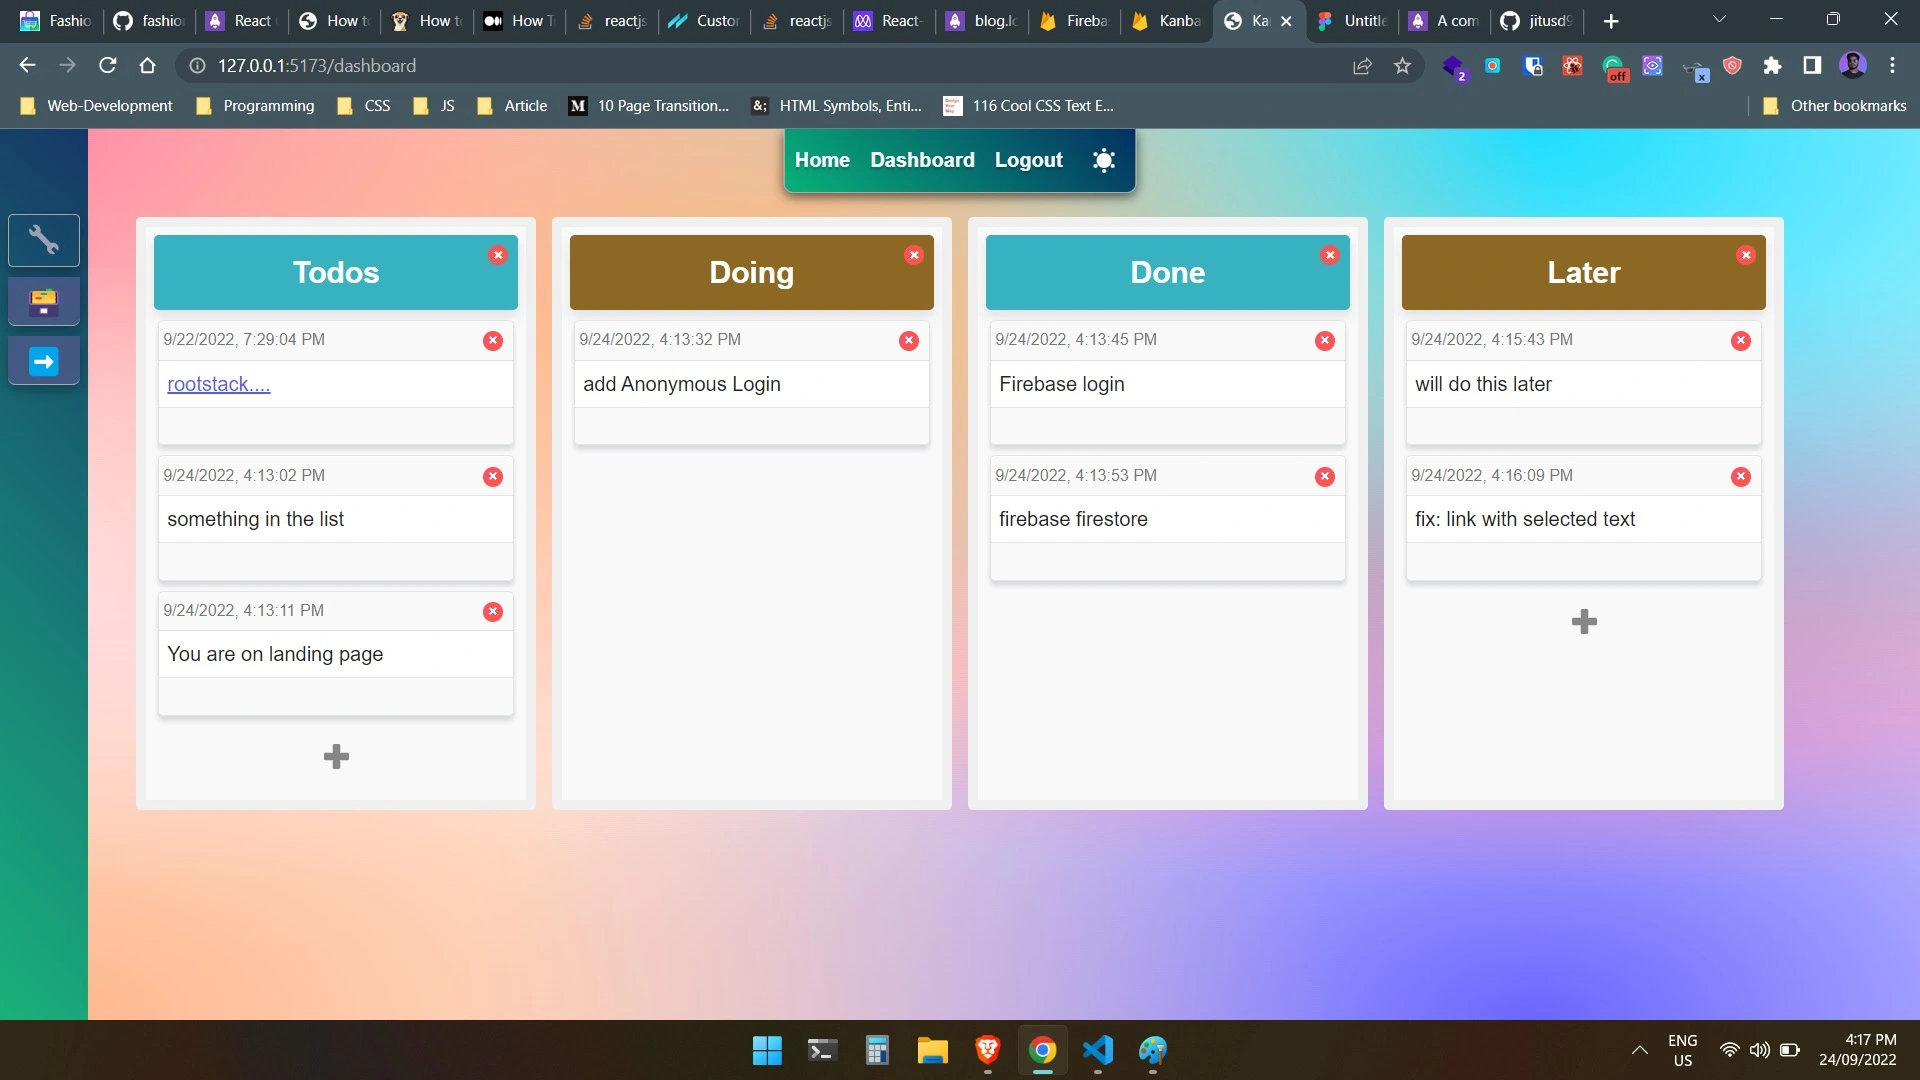 Fashio
fashio
React
How to
How to
How T
reactjs
Custor
reactjs
React-
blog.lo
Fireba
Kanba
Ka
Untitle
A com
jitusd9
127.0.0.1:5173/dashboard
2
off
x
Web-Development
Programming
CSS
JS
Article
M
10 Page Transition...
&;
HTML Symbols, Enti...
116 Cool CSS Text E...
Other bookmarks
Home
Dashboard
Logout
Todos
9/22/2022, 7:29:04 PM
rootstack....
9/24/2022, 4:13:02 PM
something in the list
9/24/2022, 4:13:11 PM
You are on landing page
Doing
9/24/2022, 4:13:32 PM
add Anonymous Login
Done
9/24/2022, 4:13:45 PM
Firebase login
9/24/2022, 4:13:53 PM
firebase firestore
Later
9/24/2022, 4:15:43 PM
will do this later
9/24/2022, 4:16:09 PM
fix: link with selected text
ENG
US
4:17 PM
24/09/2022